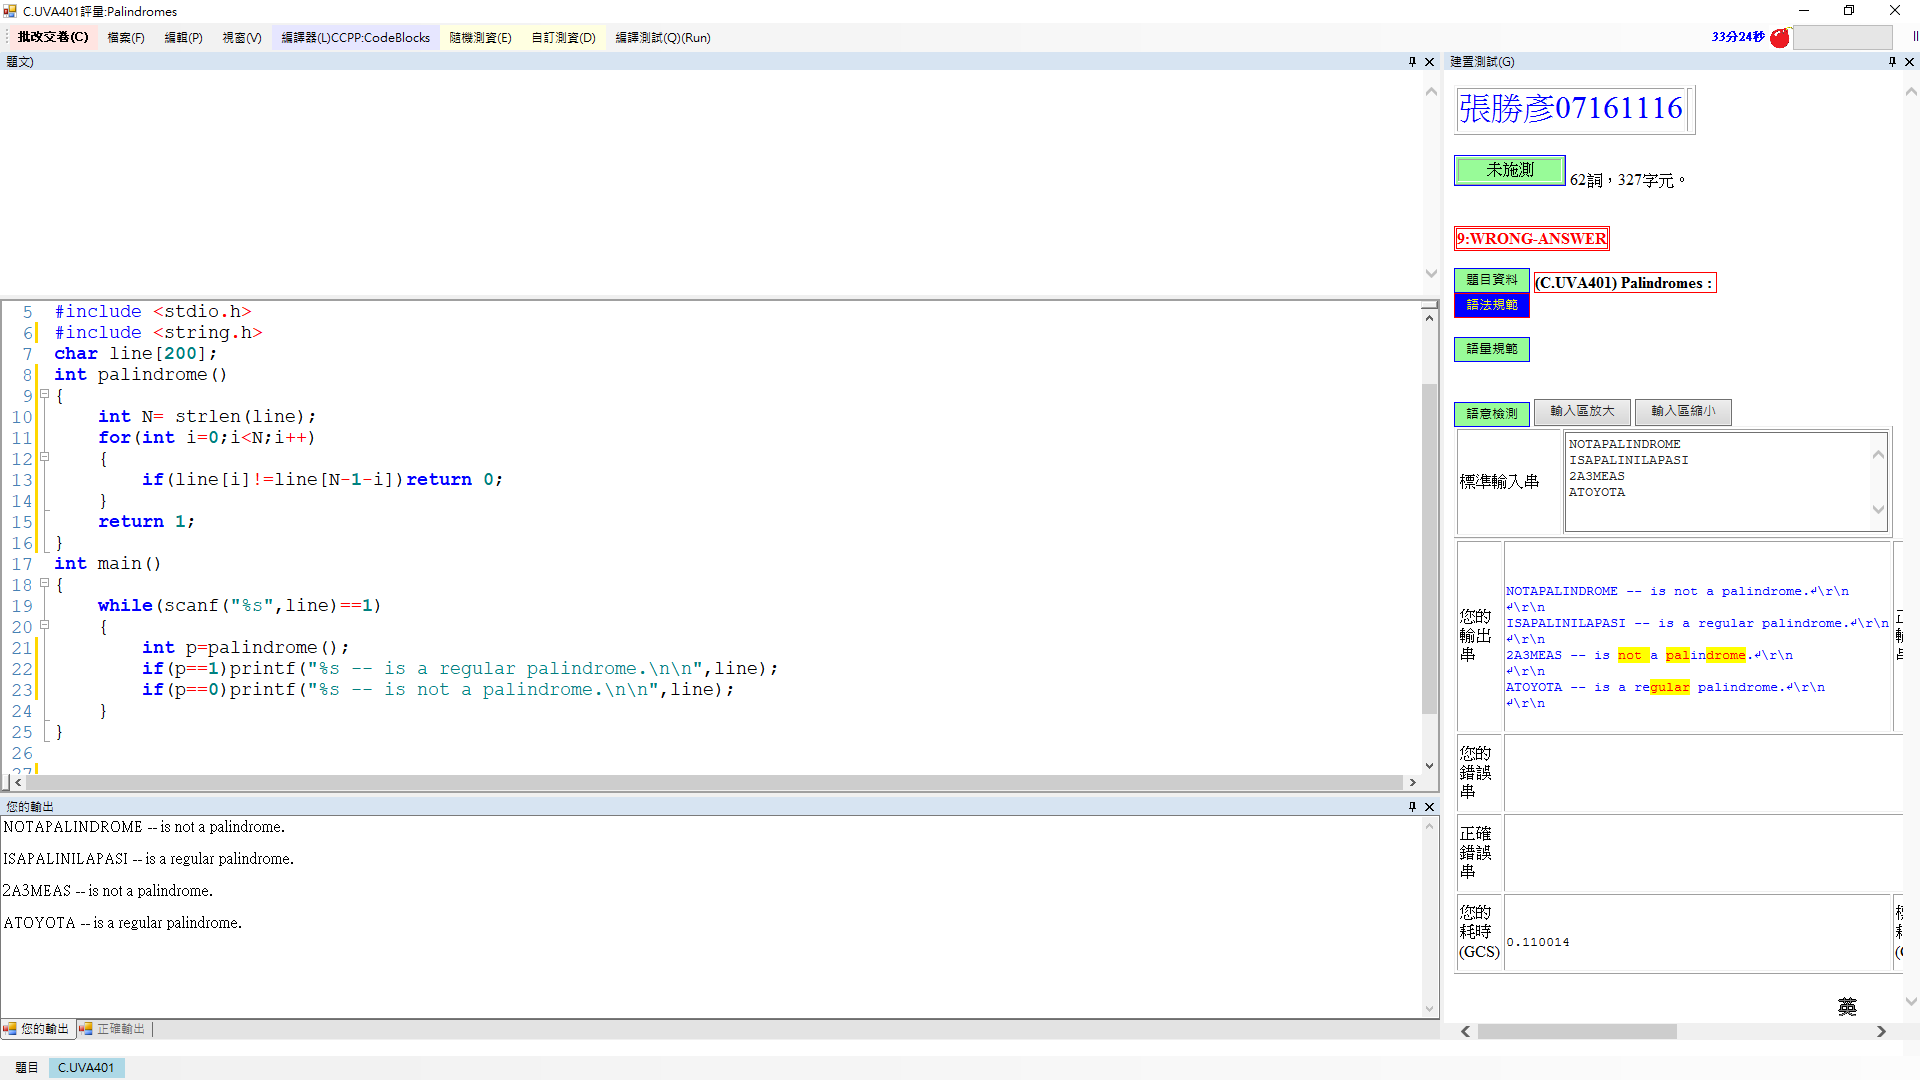 C.UVA401評量:Palindromes
批改交卷(C) 檔案(F) 編輯(P) 視窗(V) 編譯器(L)CCPP:CodeBlocks 隨機測資(E) 自訂測資(D) 編譯測試(Q)(Run) 33分24秒
題文)
5 #include <stdio.h>
6 #include <string.h>
7 char line[200];
8 int palindrome()
9 {
10 int N= strlen(line);
11 for(int i=0;i<N;i++)
12 {
13 if(line[i]!=line[N-1-i])return 0;
14 }
15 return 1;
16 }
17 int main()
18 {
19 while(scanf("%s",line)==1)
20 {
21 int p=palindrome();
22 if(p==1)printf("%s -- is a regular palindrome.\n\n",line);
23 if(p==0)printf("%s -- is not a palindrome.\n\n",line);
24 }
25 }
26
27
您的輸出
NOTAPALINDROME -- is not a palindrome.
ISAPALINILAPASI -- is a regular palindrome.
2A3MEAS -- is not a palindrome.
ATOYOTA -- is a regular palindrome.
您的輸出 正確輸出
題目 C.UVA401
建置測試(G)
張勝彥07161116
未施測 62詞，327字元。
9:WRONG-ANSWER
題目資料 (C.UVA401) Palindromes :
語法規範
語量規範
語意檢測 輸入區放大 輸入區縮小
標準輸入串
NOTAPALINDROME
ISAPALINILAPASI
2A3MEAS
ATOYOTA
您的輸出串
NOTAPALINDROME -- is not a palindrome.↲\r\n
↲\r\n
ISAPALINILAPASI -- is a regular palindrome.↲\r\n
↲\r\n
2A3MEAS -- is not a palindrome.↲\r\n
↲\r\n
ATOYOTA -- is a regular palindrome.↲\r\n
↲\r\n
您的錯誤串
正確錯誤串
您的耗時(GCS) 0.110014
英